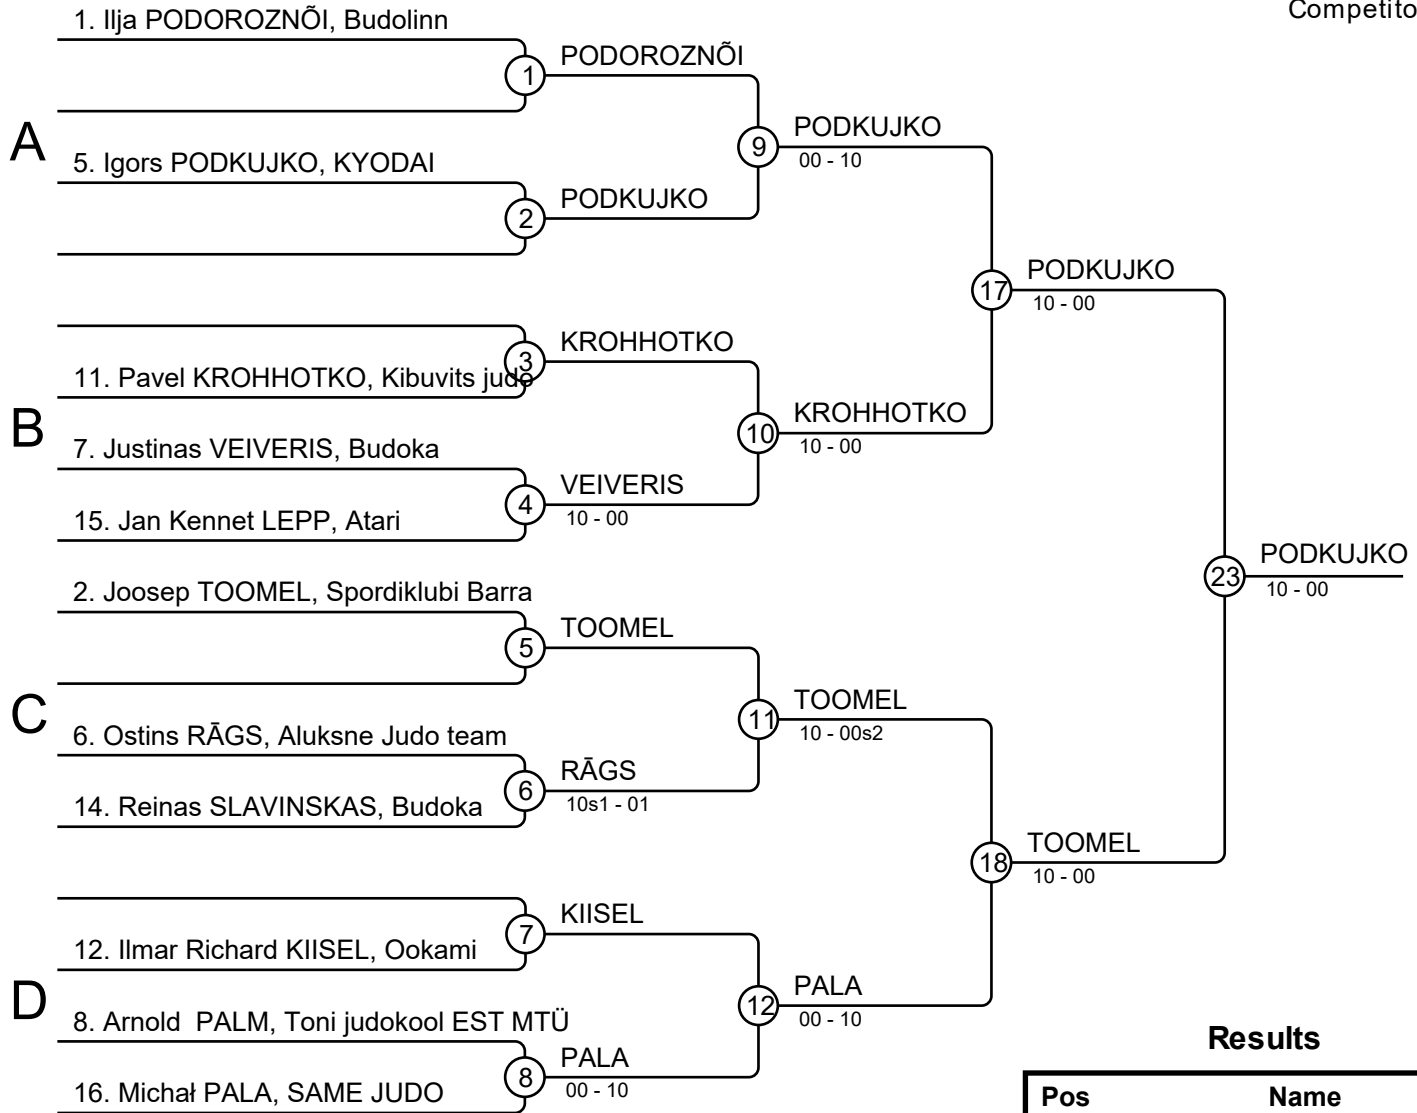 Competito
1. Ilja PODOROZNÕI, Budolinn
1
PODOROZNÕI
A
9
PODKUJKO
00 - 10
5. Igors PODKUJKO, KYODAI
2
PODKUJKO
17
PODKUJKO
10 - 00
3
KROHHOTKO
11. Pavel KROHHOTKO, Kibuvits judo
B
10
KROHHOTKO
10 - 00
7. Justinas VEIVERIS, Budoka
4
VEIVERIS
10 - 00
15. Jan Kennet LEPP, Atari
23
PODKUJKO
10 - 00
2. Joosep TOOMEL, Spordiklubi Barra
5
TOOMEL
C
11
TOOMEL
10 - 00s2
6. Ostins RĀGS, Aluksne Judo team
6
RĀGS
10s1 - 01
14. Reinas SLAVINSKAS, Budoka
18
TOOMEL
10 - 00
7
KIISEL
12. Ilmar Richard KIISEL, Ookami
D
12
PALA
00 - 10
8. Arnold  PALM, Toni judokool EST MTÜ
8
PALA
00 - 10
16. Michał PALA, SAME JUDO
Results
Pos Name